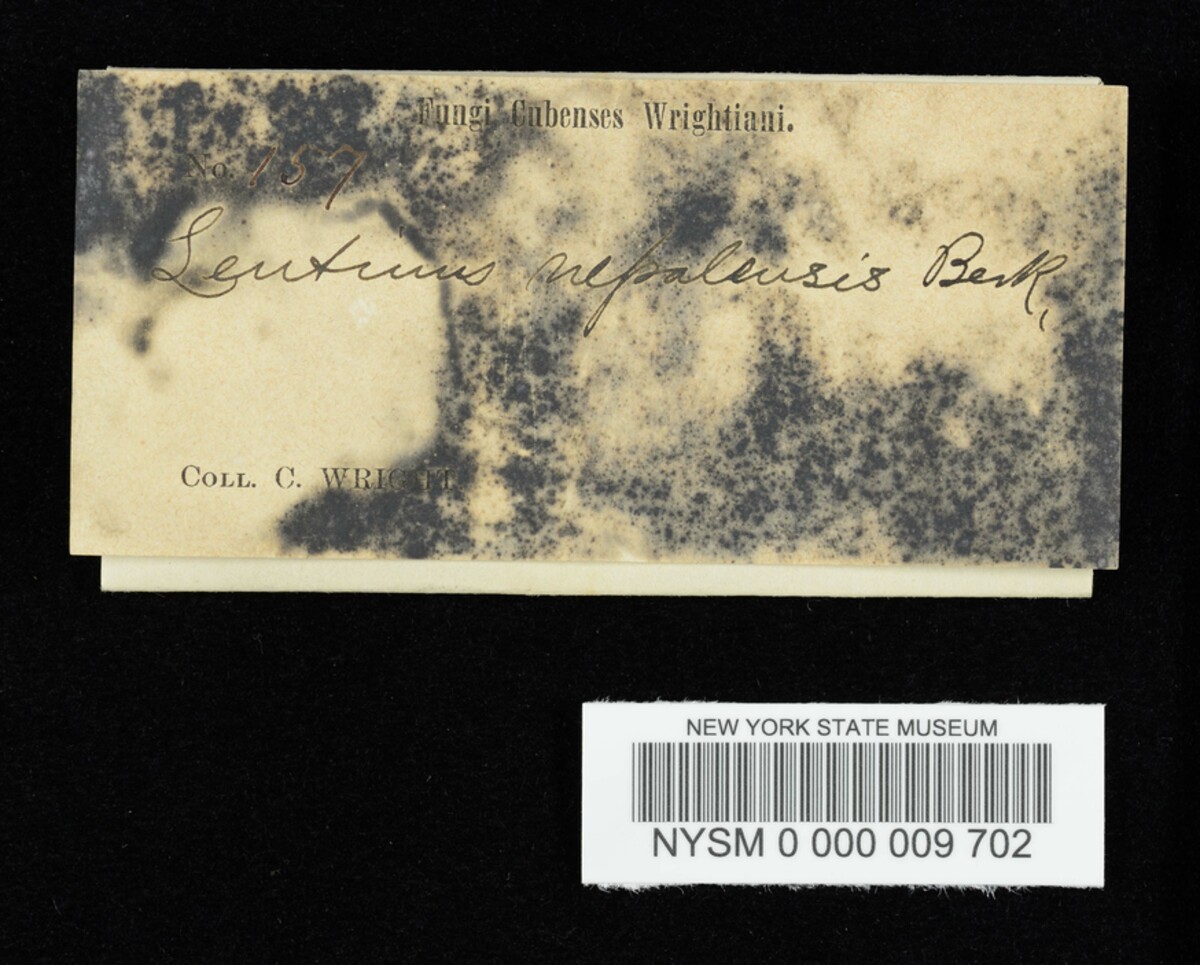 Fungi Cubenses Wrightiani.
No. 157
Lentinus nepalensis Berk,
COLL. C. WRIGHT
NEW YORK STATE MUSEUM
NYSM 0 000 009 702